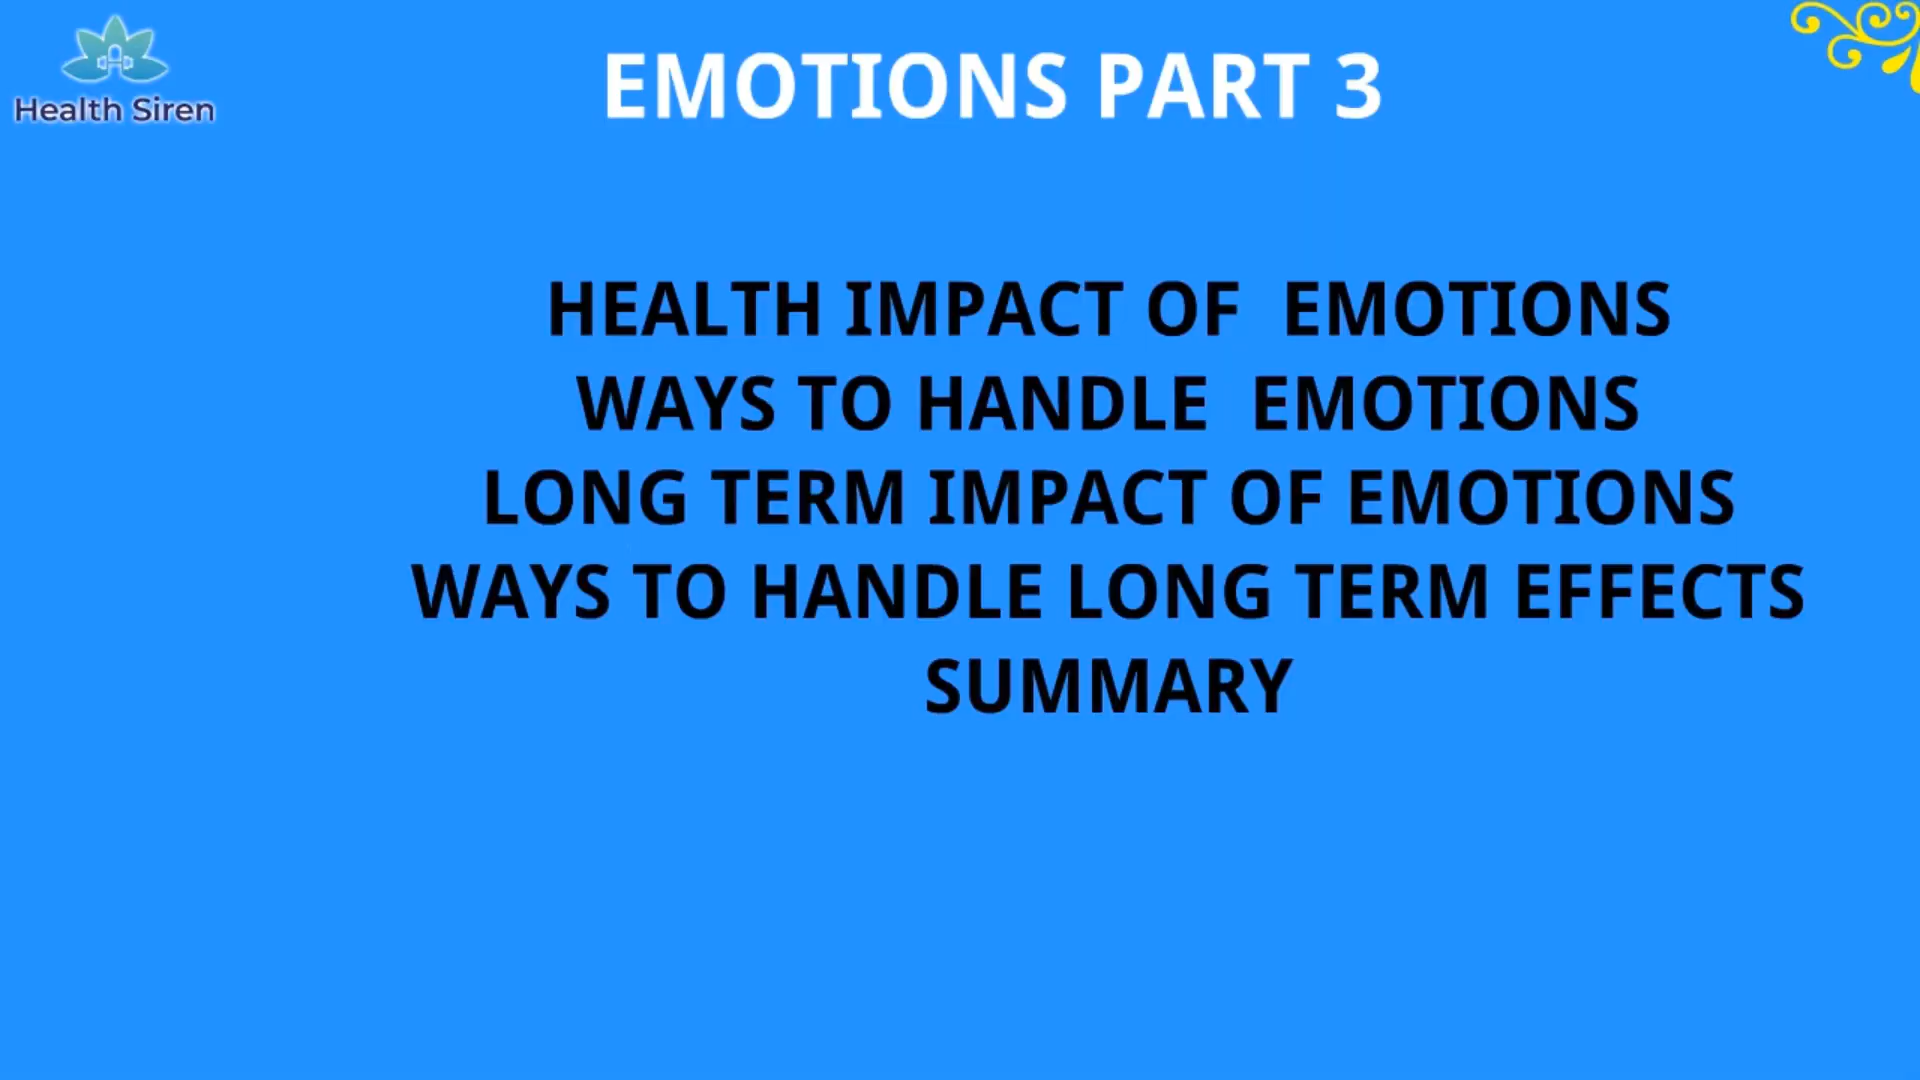 Health Siren
EMOTIONS PART 3
HEALTH IMPACT OF EMOTIONS
WAYS TO HANDLE EMOTIONS
LONG TERM IMPACT OF EMOTIONS
WAYS TO HANDLE LONG TERM EFFECTS
SUMMARY